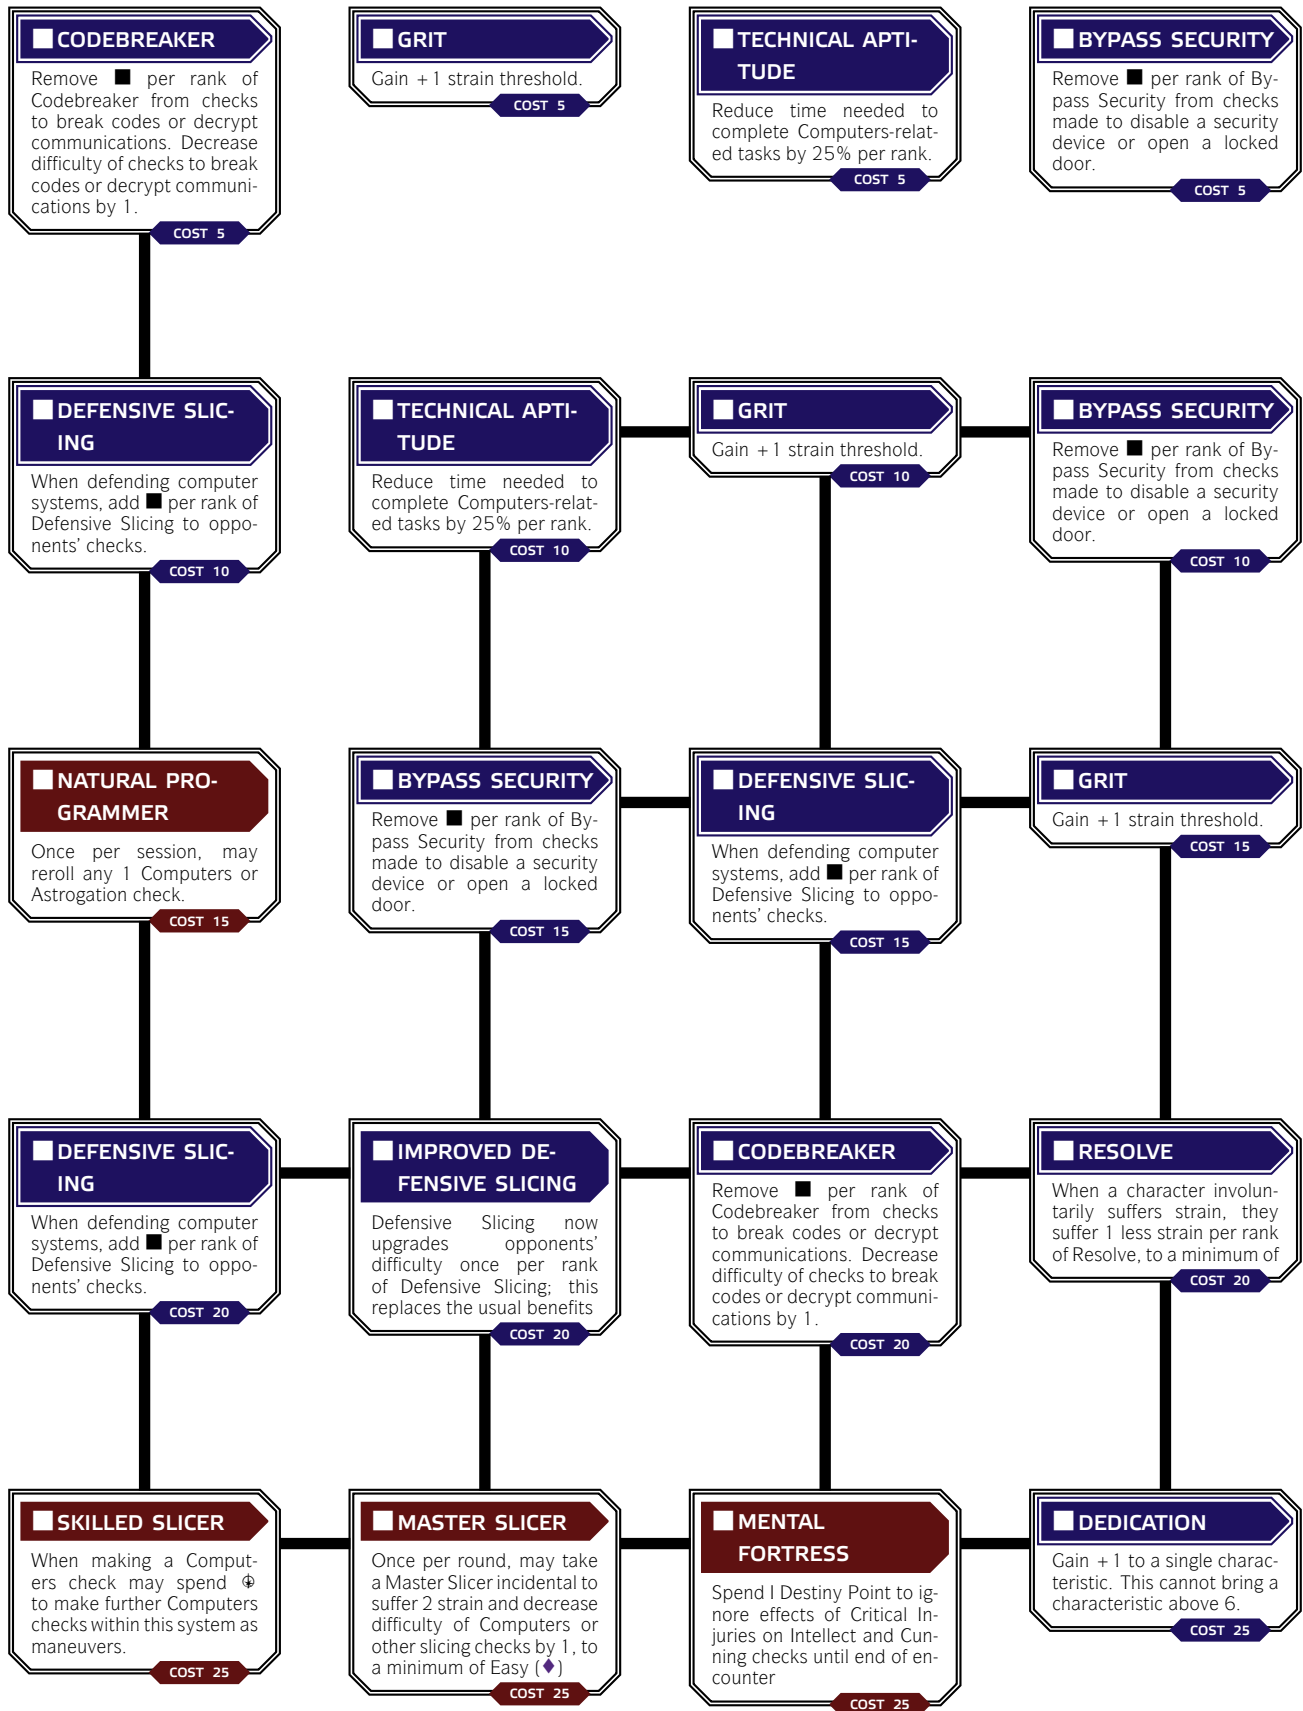 CODEBREAKER
Remove ■ per rank of
Codebreaker from checks
to break codes or decrypt
communications. Decrease
difficulty of checks to break
codes or decrypt communi-
cations by 1.
COST 5
GRIT
Gain +1 strain threshold.
COST 5
TECHNICAL APTI-
TUDE
Reduce time needed to
complete Computers-relat-
ed tasks by 25% per rank.
COST 5
BYPASS SECURITY
Remove ■ per rank of By-
pass Security from checks
made to disable a security
device or open a locked
door.
COST 5
DEFENSIVE SLIC-
ING
When defending computer
systems, add ■ per rank of
Defensive Slicing to oppo-
nents’ checks.
COST 10
TECHNICAL APTI-
TUDE
Reduce time needed to
complete Computers-relat-
ed tasks by 25% per rank.
COST 10
GRIT
Gain +1 strain threshold.
COST 10
BYPASS SECURITY
Remove ■ per rank of By-
pass Security from checks
made to disable a security
device or open a locked
door.
COST 10
NATURAL PRO-
GRAMMER
Once per session, may
reroll any 1 Computers or
Astrogation check.
COST 15
BYPASS SECURITY
Remove ■ per rank of By-
pass Security from checks
made to disable a security
device or open a locked
door.
COST 15
DEFENSIVE SLIC-
ING
When defending computer
systems, add ■ per rank of
Defensive Slicing to oppo-
nents’ checks.
COST 15
GRIT
Gain +1 strain threshold.
COST 15
DEFENSIVE SLIC-
ING
When defending computer
systems, add ■ per rank of
Defensive Slicing to oppo-
nents’ checks.
COST 20
IMPROVED DE-
FENSIVE SLICING
Defensive Slicing now
upgrades opponents’
difficulty once per rank
of Defensive Slicing; this
replaces the usual benefits
COST 20
CODEBREAKER
Remove ■ per rank of
Codebreaker from checks
to break codes or decrypt
communications. Decrease
difficulty of checks to break
codes or decrypt communi-
cations by 1.
COST 20
RESOLVE
When a character involun-
tarily suffers strain, they
suffer 1 less strain per rank
of Resolve, to a minimum of
COST 20
SKILLED SLICER
When making a Comput-
ers check may spend
to make further Computers
checks within this system as
maneuvers.
COST 25
MASTER SLICER
Once per round, may take
a Master Slicer incidental to
suffer 2 strain and decrease
difficulty of Computers or
other slicing checks by 1, to
a minimum of Easy (♦)
COST 25
MENTAL
FORTRESS
Spend I Destiny Point to ig-
nore effects of Critical In-
juries on Intellect and Cun-
ning checks until end of en-
counter
COST 25
DEDICATION
Gain +1 to a single charac-
teristic. This cannot bring a
characteristic above 6.
COST 25